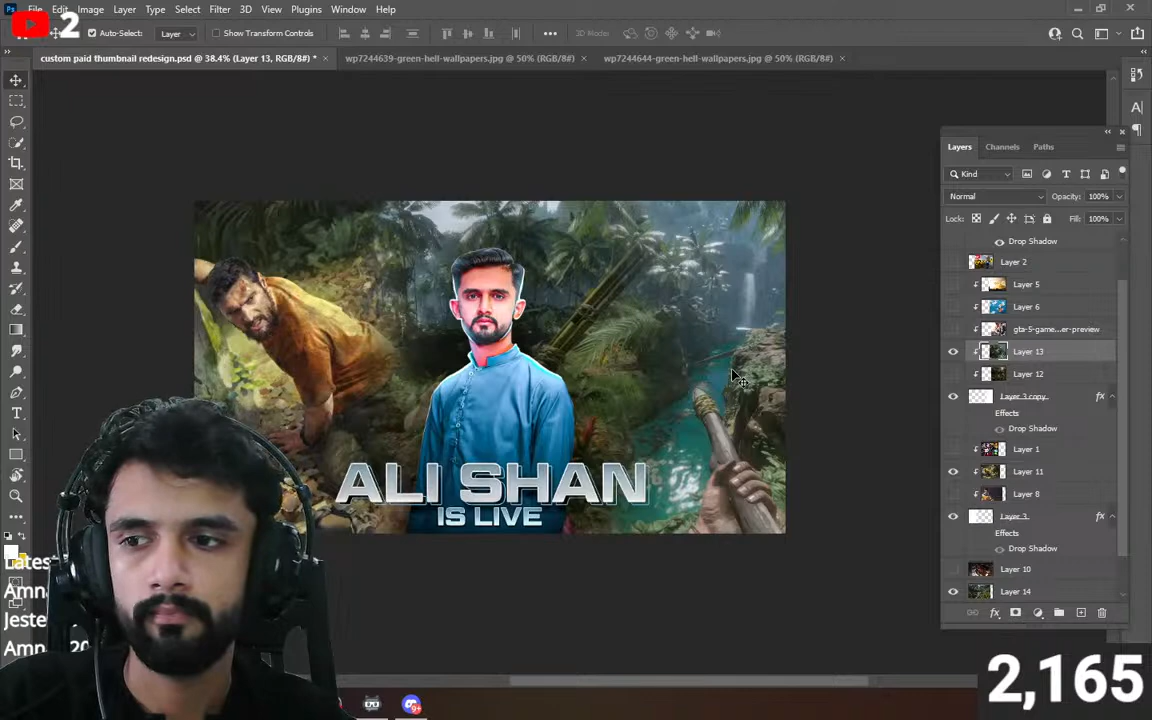 File Edit Image Layer Type Select Filter 3D View Plugins Window Help
2
Auto-Select: Layer Show Transform Controls 3D Mode:
custom paid thumbnail redesign.psd @ 38.4% (Layer 13, RGB/8#) *
wp7244639-green-hell-wallpapers.jpg @ 50% (RGB/8#)
wp7244644-green-hell-wallpapers.jpg @ 50% (RGB/8#)
Layers Channels Paths
Kind
Normal Opacity: 100%
Lock: Fill: 100%
Drop Shadow
Layer 2
Layer 5
Layer 6
gta-5-game...er-preview
Layer 13
Layer 12
Layer 3 copy
Effects
Drop Shadow
Layer 1
Layer 11
Layer 8
Layer 3
Effects
Drop Shadow
Layer 10
Layer 14
ALI SHAN
IS LIVE
Amn
Jeste
2,165